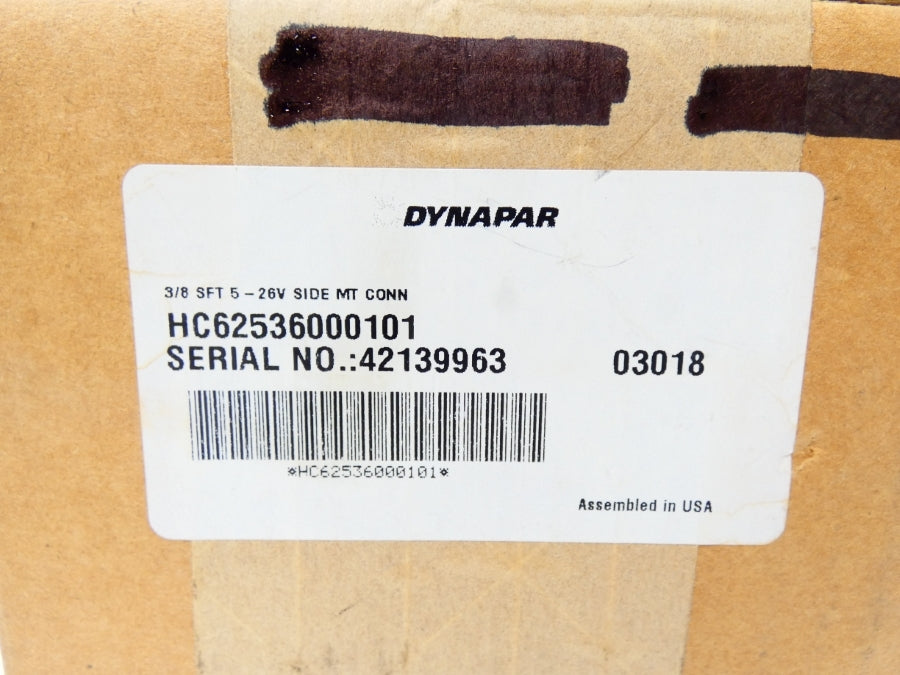 DYNAPAR
3/8 SFT 5-26V SIDE MT CONN
HC62536000101
SERIAL NO.:42139963 03018
*HC62536000101*
Assembled in USA